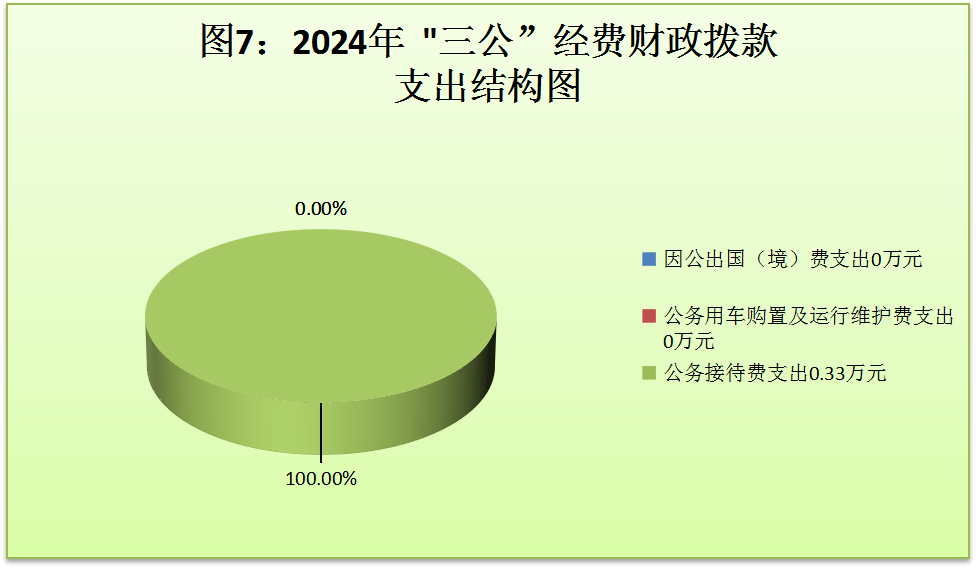 图7：2024年 "三公”经费财政拨款
支出结构图
0.00%
因公出国（境）费支出0万元
公务用车购置及运行维护费支出
0万元
公务接待费支出0.33万元
100.00%